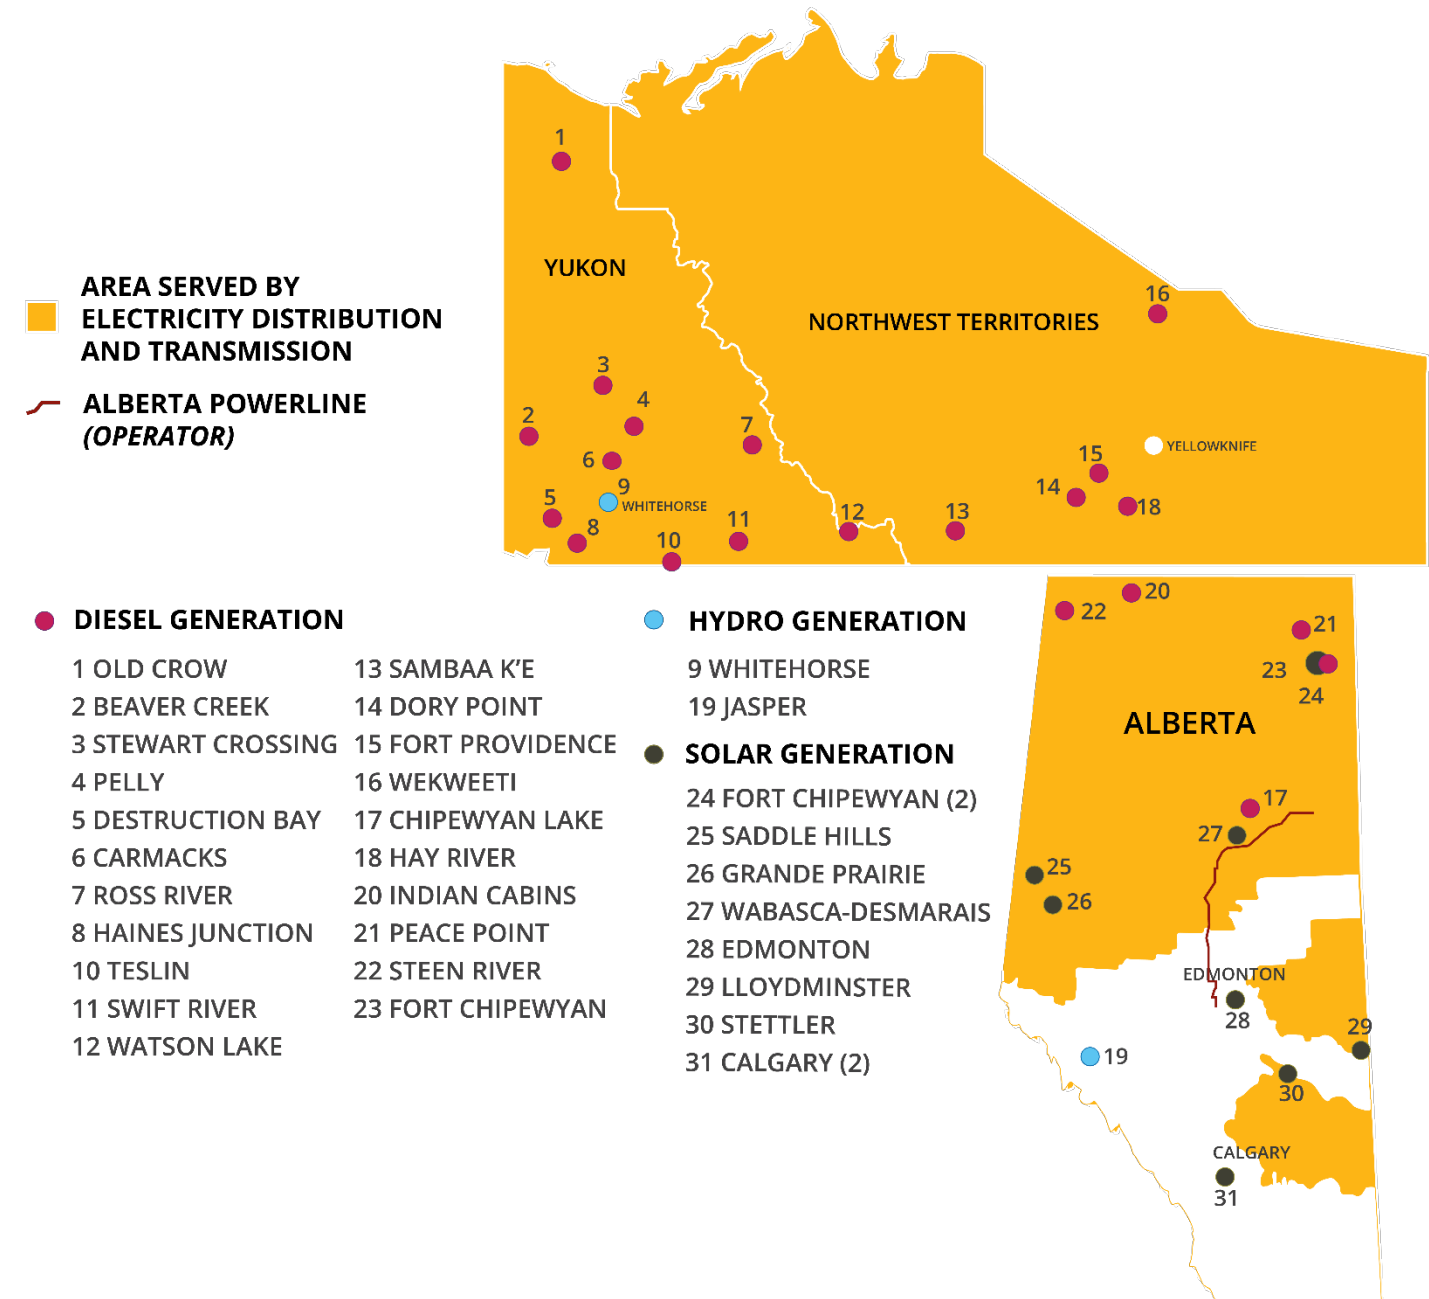 1
YUKON
16
NORTHWEST TERRITORIES
AREA SERVED BY
ELECTRICITY DISTRIBUTION
AND TRANSMISSION
ALBERTA POWERLINE
(OPERATOR)
3
4
2
7
6
YELLOWKNIFE
15
14
18
9
WHITEHORSE
5
8
10
11
12
13
DIESEL GENERATION
1 OLD CROW
2 BEAVER CREEK
3 STEWART CROSSING
4 PELLY
5 DESTRUCTION BAY
6 CARMACKS
7 ROSS RIVER
8 HAINES JUNCTION
10 TESLIN
11 SWIFT RIVER
12 WATSON LAKE
13 SAMBAA K’E
14 DORY POINT
15 FORT PROVIDENCE
16 WEKWEETI
17 CHIPEWYAN LAKE
18 HAY RIVER
20 INDIAN CABINS
21 PEACE POINT
22 STEEN RIVER
23 FORT CHIPEWYAN
HYDRO GENERATION
9 WHITEHORSE
19 JASPER
SOLAR GENERATION
24 FORT CHIPEWYAN (2)
25 SADDLE HILLS
26 GRANDE PRAIRIE
27 WABASCA-DESMARAIS
28 EDMONTON
29 LLOYDMINSTER
30 STETTLER
31 CALGARY (2)
20
22
21
23
24
ALBERTA
17
27
25
26
EDMONTON
28
29
19
30
CALGARY
31